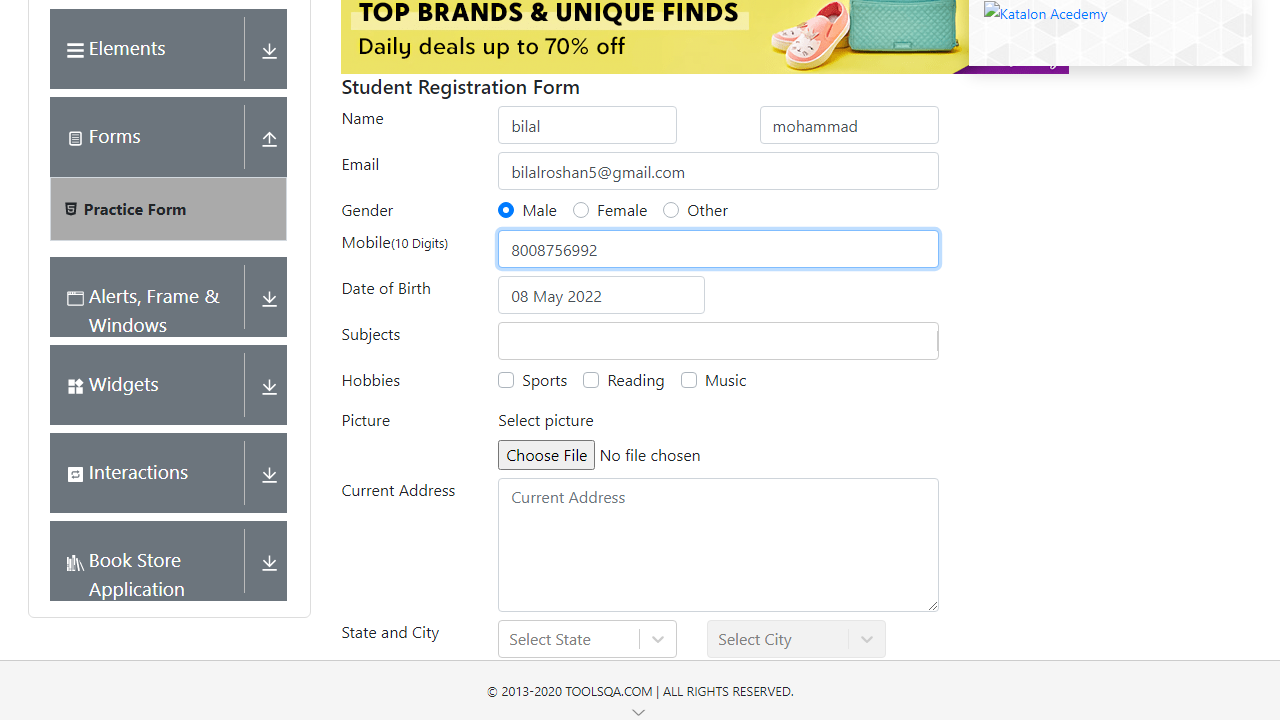 TOP BRANDS & UNIQUE FINDS
Daily deals up to 70% off
Katalon Acedemy
Elements
Forms
Practice Form
Alerts, Frame &
Windows
Widgets
Interactions
Book Store
Application
Student Registration Form
Name bilal mohammad
Email bilalroshan5@gmail.com
Gender Male Female Other
Mobile(10 Digits) 8008756992
Date of Birth 08 May 2022
Subjects
Hobbies Sports Reading Music
Picture Select picture
Choose File No file chosen
Current Address Current Address
State and City Select State Select City
© 2013-2020 TOOLSQA.COM | ALL RIGHTS RESERVED.